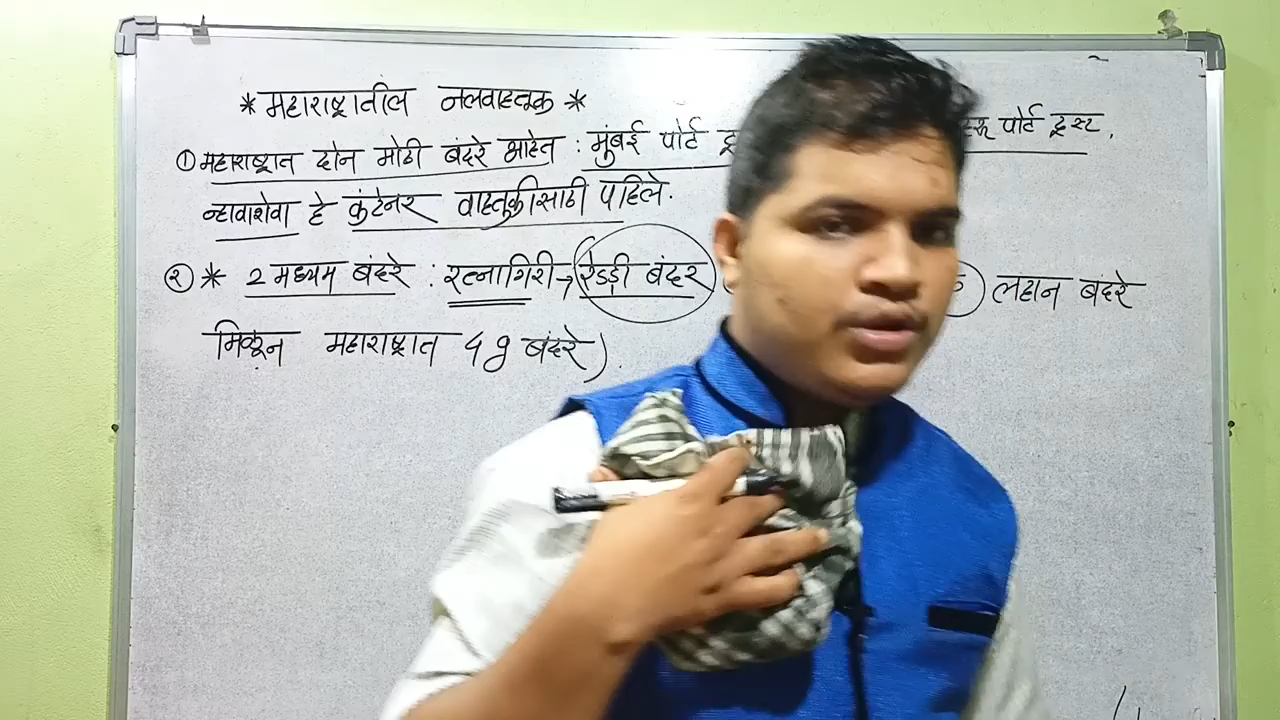 * महाराष्ट्रातील जलवाहतूक *
① महाराष्ट्रात दोन मोठी बंदरे आहेत : मुंबई पोर्ट पोर्ट ट्रस्ट.
न्हावाशेवा हे कंटेनर वाहतुकीसाठी पहिले.
② * 2 मध्यम बंदरे : रत्नागिरी → रेड्डी बंदर लहान बंदरे
मिळून महाराष्ट्रात 49 बंदरे)